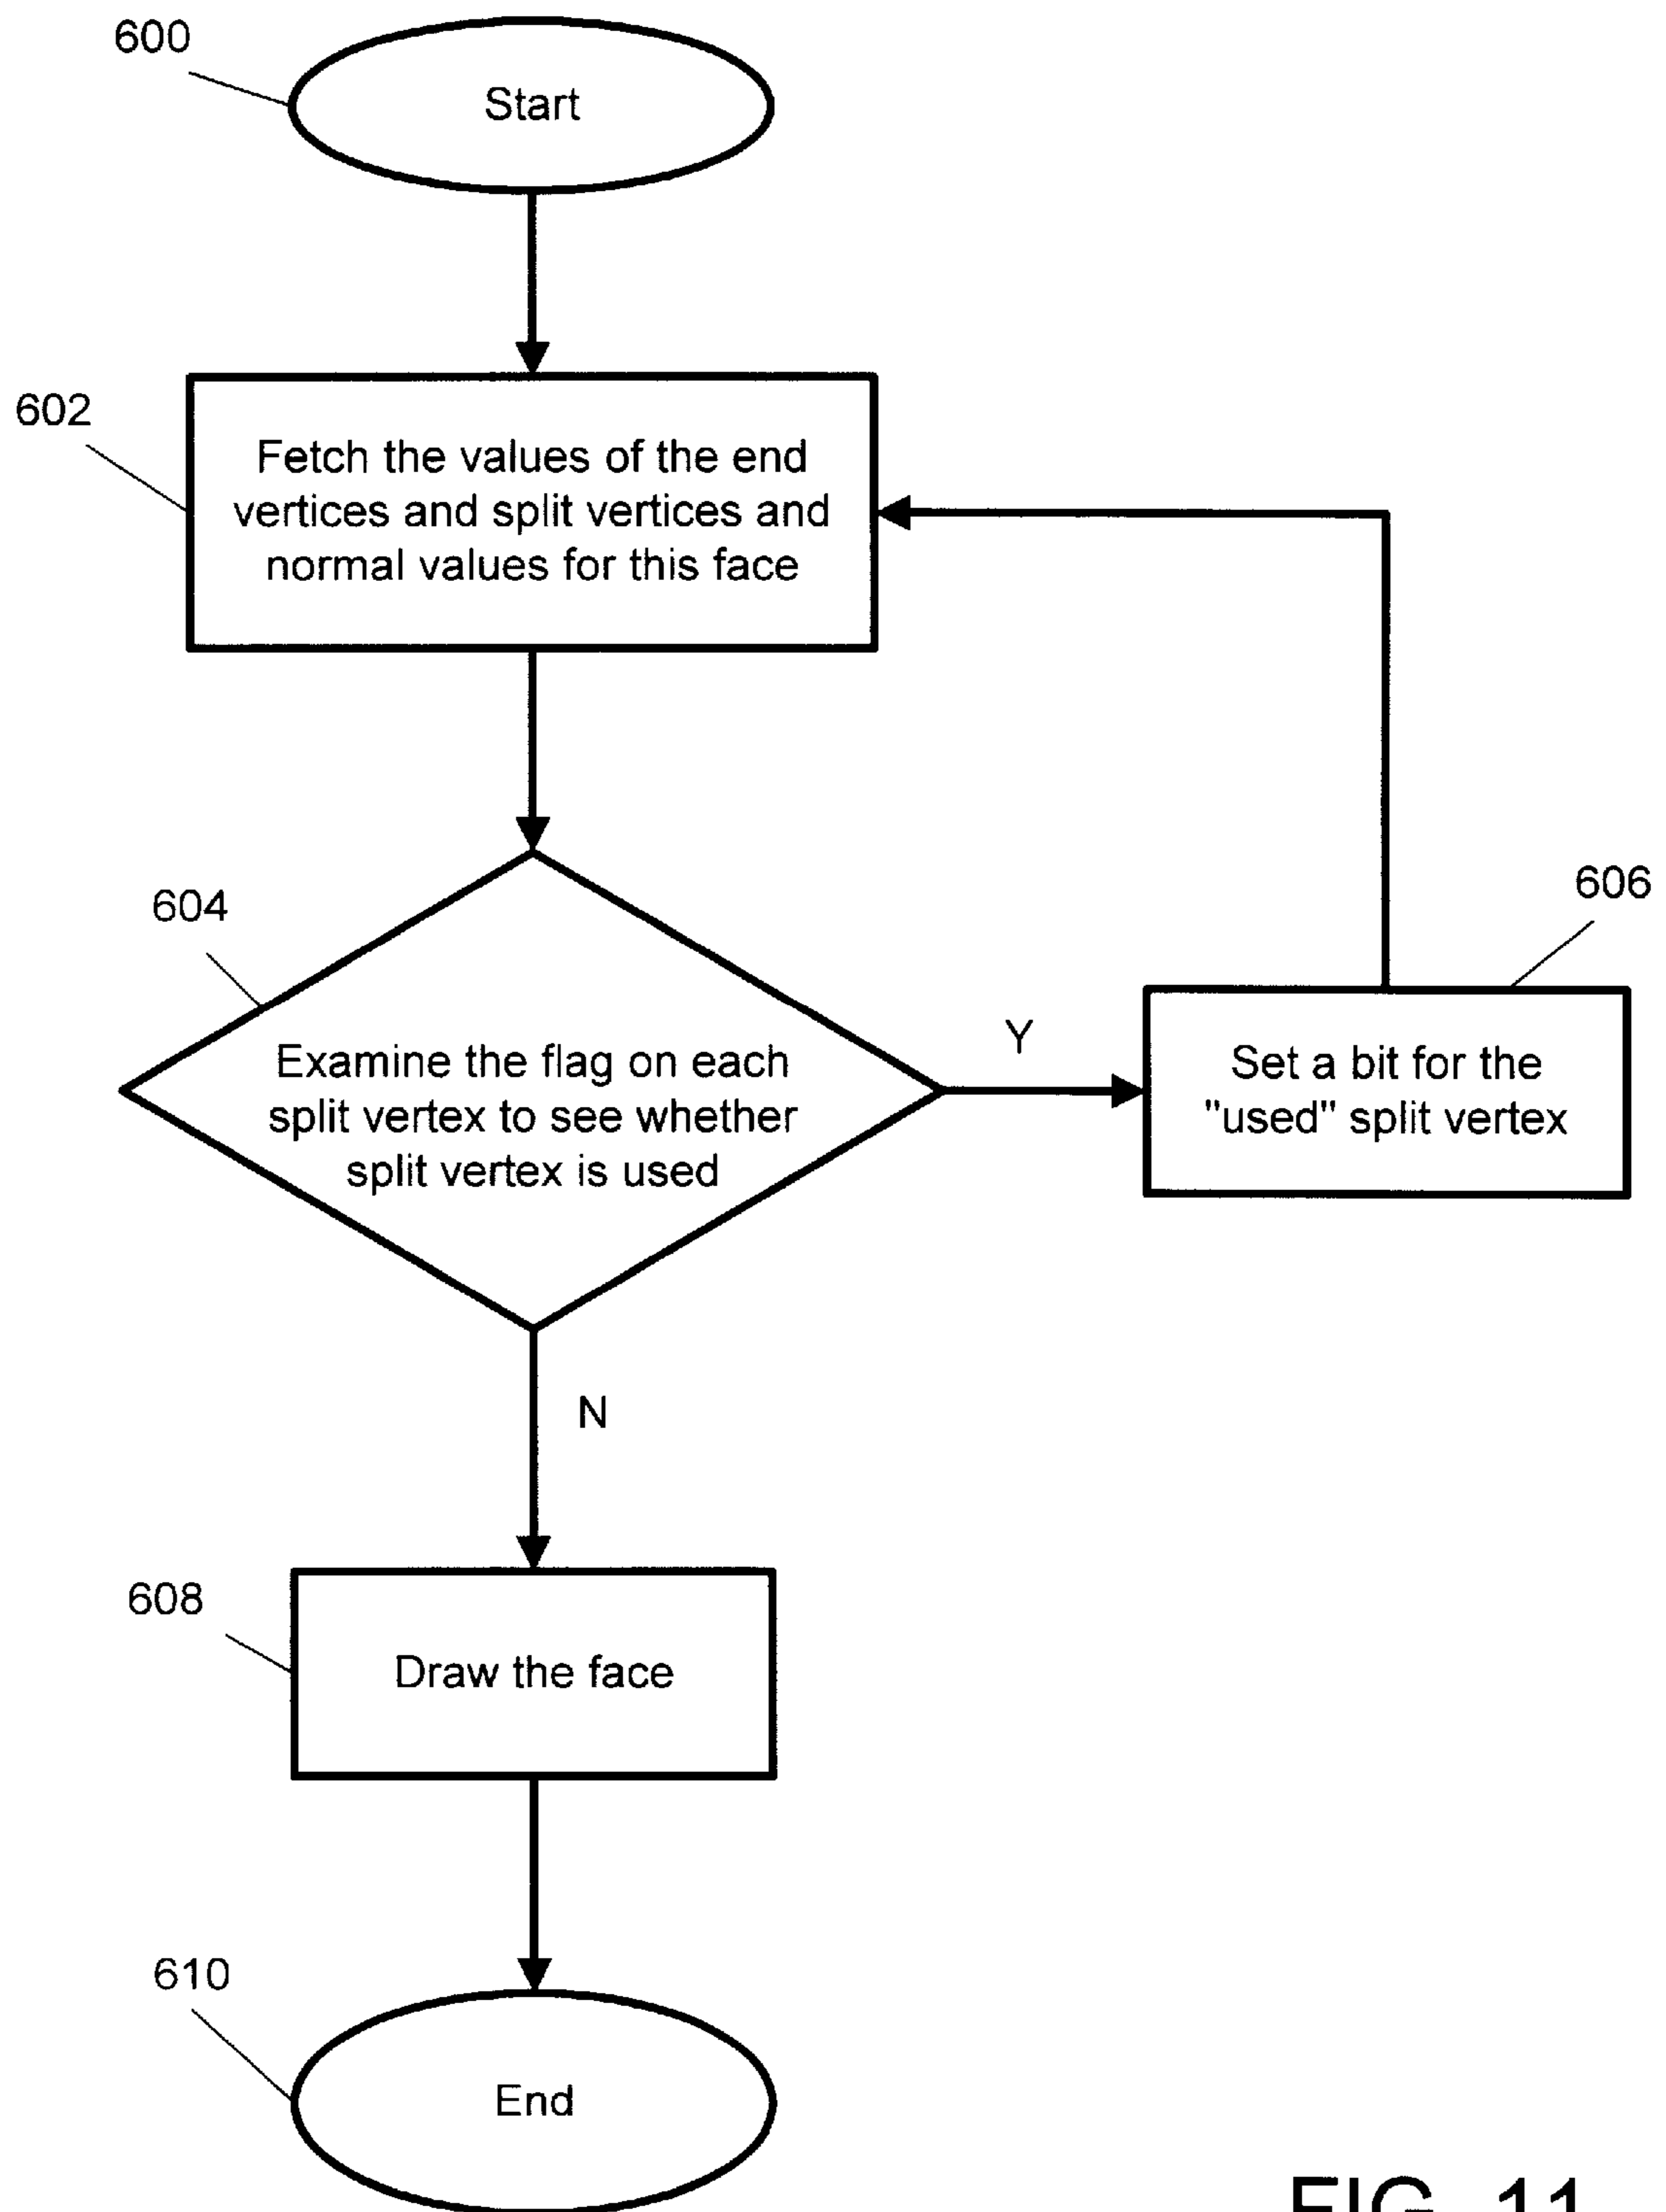 600
Start
602
Fetch the values of the end
vertices and split vertices and
normal values for this face
604
Examine the flag on each
split vertex to see whether
split vertex is used
Y
606
Set a bit for the
"used" split vertex
N
608
Draw the face
610
End
FIG. 11